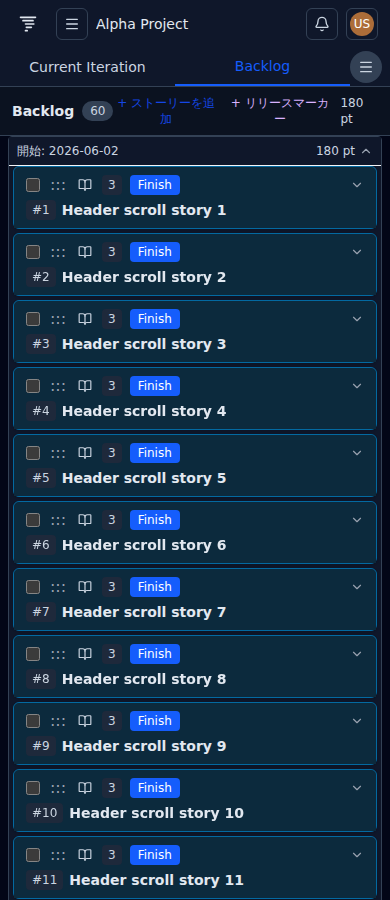 Alpha Project
US
Current Iteration
Backlog
Backlog
60
+ ストーリーを追
加
+ リリースマーカ
ー
180
pt
開始: 2026-06-02
180 pt
3
Finish
#1 Header scroll story 1
3
Finish
#2 Header scroll story 2
3
Finish
#3 Header scroll story 3
3
Finish
#4 Header scroll story 4
3
Finish
#5 Header scroll story 5
3
Finish
#6 Header scroll story 6
3
Finish
#7 Header scroll story 7
3
Finish
#8 Header scroll story 8
3
Finish
#9 Header scroll story 9
3
Finish
#10 Header scroll story 10
3
Finish
#11 Header scroll story 11